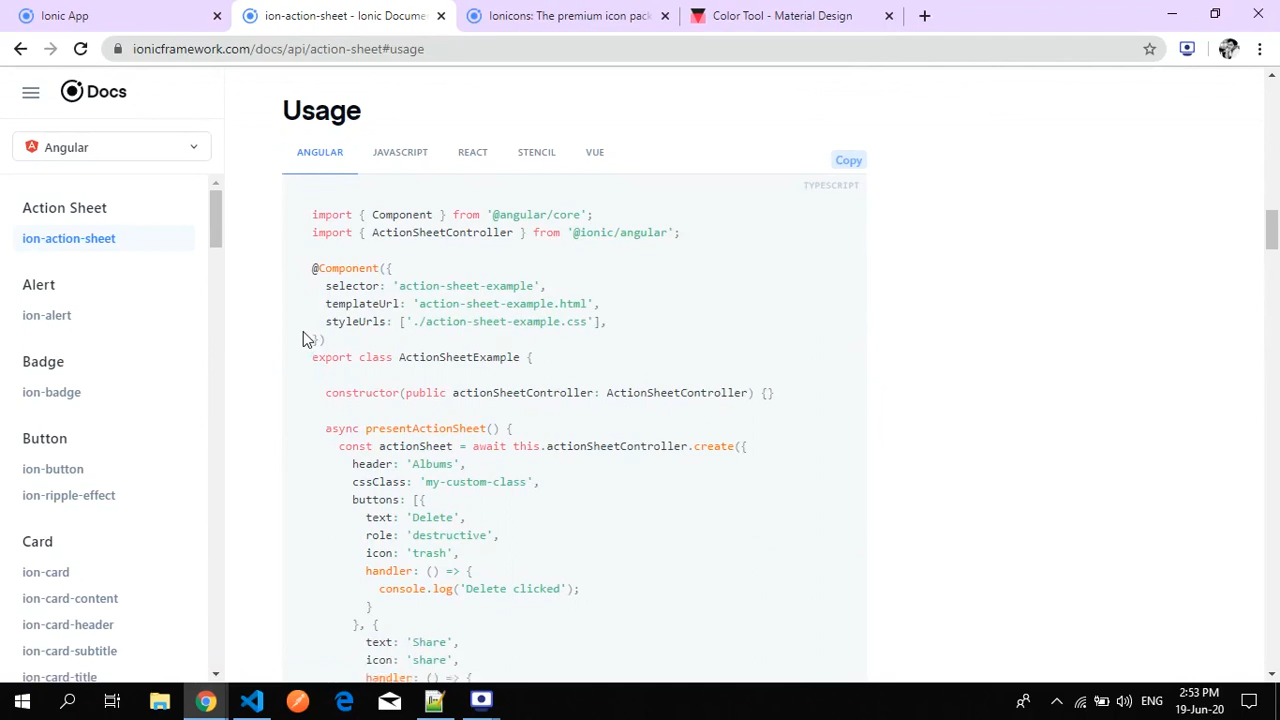 Ionic App
ion-action-sheet - Ionic Docume
Ionicons: The premium icon pack
Color Tool - Material Design
ionicframework.com/docs/api/action-sheet#usage
Docs
Angular
Action Sheet
ion-action-sheet
Alert
ion-alert
Badge
ion-badge
Button
ion-button
ion-ripple-effect
Card
ion-card
ion-card-content
ion-card-header
ion-card-subtitle
ion-card-title
Usage
ANGULAR JAVASCRIPT REACT STENCIL VUE
Copy
TYPESCRIPT
import { Component } from '@angular/core';
import { ActionSheetController } from '@ionic/angular';
@Component({
selector: 'action-sheet-example',
templateUrl: 'action-sheet-example.html',
styleUrls: ['./action-sheet-example.css'],
})
export class ActionSheetExample {
constructor(public actionSheetController: ActionSheetController) {}
async presentActionSheet() {
const actionSheet = await this.actionSheetController.create({
header: 'Albums',
cssClass: 'my-custom-class',
buttons: [{
text: 'Delete',
role: 'destructive',
icon: 'trash',
handler: () => {
console.log('Delete clicked');
}
}, {
text: 'Share',
icon: 'share',
handler: () => {
ENG
2:53 PM
19-Jun-20